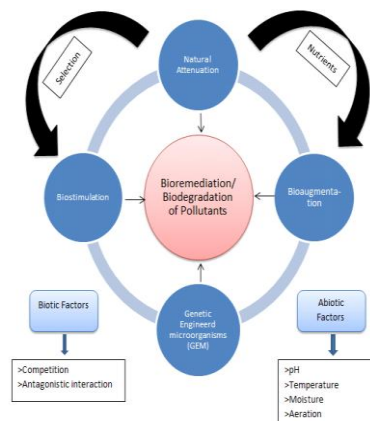 Selection
Natural
Attenuation
Nutrients
Biostimulation
Bioremediation/
Biodegradation
of Pollutants
Bioaugmenta-
tion
Genetic
Engineerd
microorganisms
(GEM)
Biotic Factors
>Competition
>Antagonistic interaction
Abiotic
Factors
>pH
>Temperature
>Moisture
>Aeration